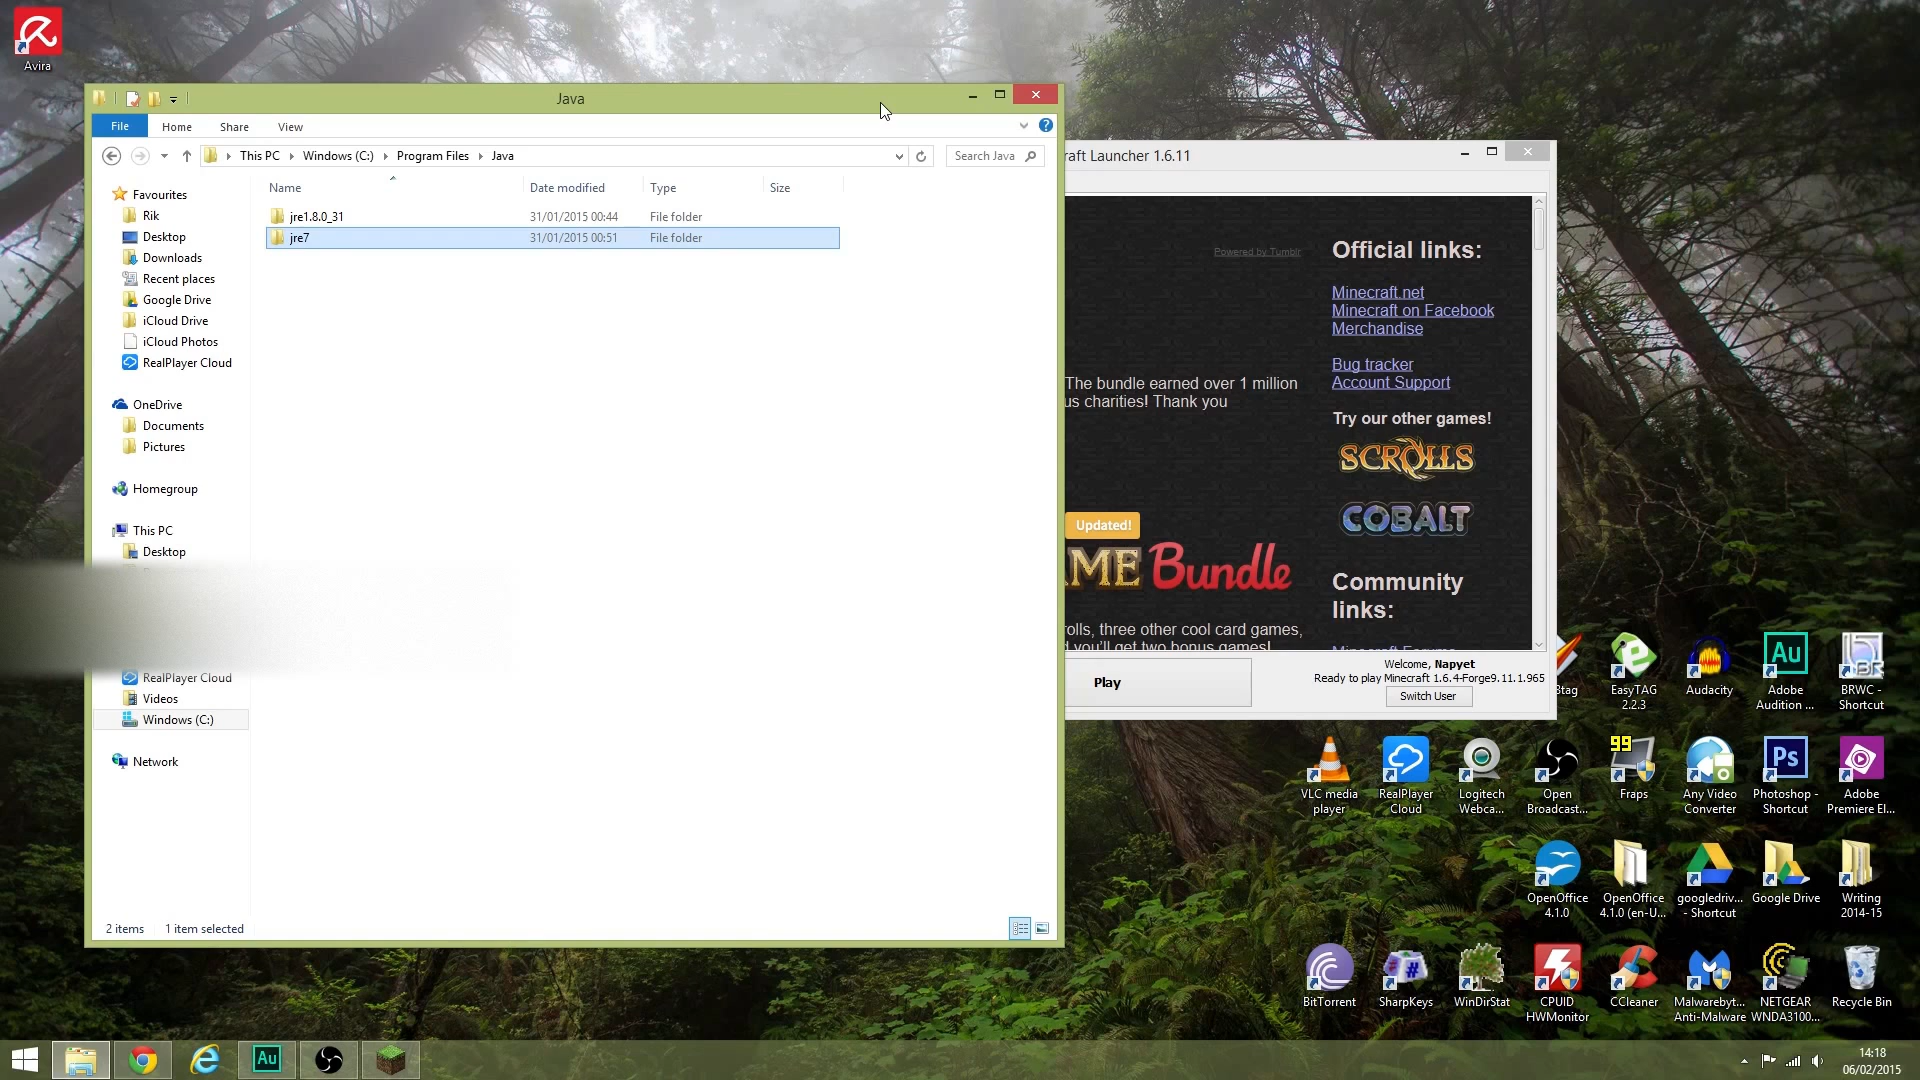 Avira
Java
File Home Share View
This PC Windows (C:) Program Files Java
Search Java
Name Date modified Type Size
jre1.8.0_31 31/01/2015 00:44 File folder
jre7 31/01/2015 00:51 File folder
Favourites
Rik
Desktop
Downloads
Recent places
Google Drive
iCloud Drive
iCloud Photos
RealPlayer Cloud
OneDrive
Documents
Pictures
Homegroup
This PC
Desktop
RealPlayer Cloud
Videos
Windows (C:)
Network
2 items 1 item selected
raft Launcher 1.6.11
Powered by Tumblr
The bundle earned over 1 million
us charities! Thank you
Updated!
AME Bundle
rolls, three other cool card games,
d you'll get two bonus games!
Official links:
Minecraft.net
Minecraft on Facebook
Merchandise
Bug tracker
Account Support
Try our other games!
SCROLLS
COBALT
Community
links:
Minecraft Forums
Play
Welcome, Napyet
Ready to play Minecraft 1.6.4-Forge9.11.1.965
Switch User
3tag
EasyTAG
2.2.3
Audacity
Au
Adobe
Audition ...
BR
BRWC -
Shortcut
VLC media
player
RealPlayer
Cloud
Logitech
Webca...
Open
Broadcast...
99
Fraps
Any Video
Converter
Ps
Photoshop -
Shortcut
Adobe
Premiere El...
OpenOffice
4.1.0
OpenOffice
4.1.0 (en-U...
googledriv...
- Shortcut
Google Drive
Writing
2014-15
BitTorrent
#
SharpKeys
WinDirStat
CPUID
HWMonitor
CCleaner
Malwarebyt...
Anti-Malware
NETGEAR
WNDA3100...
Recycle Bin
Au
14:18
06/02/2015